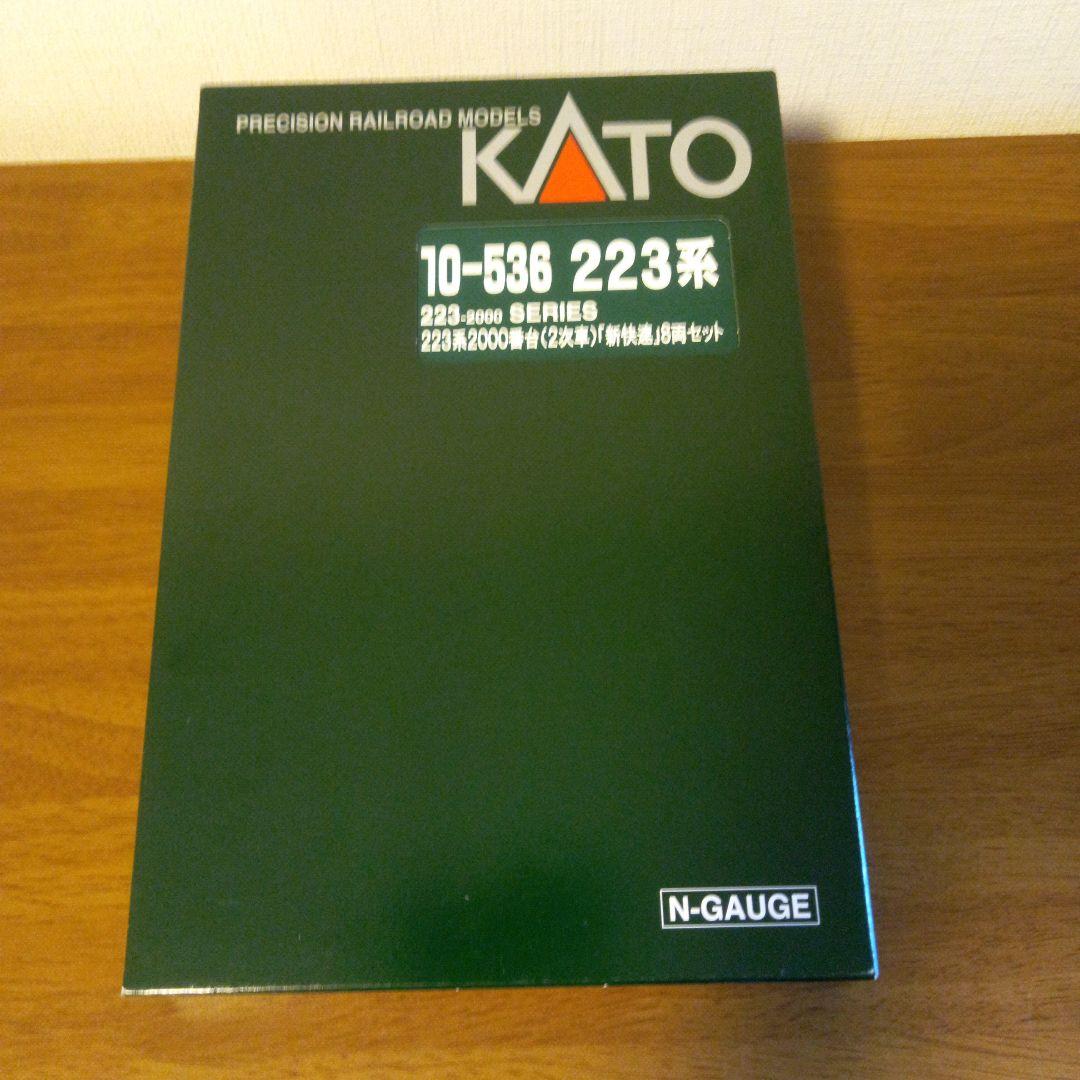 PRECISION RAILROAD MODELS
KATO
10-536 223系
223-2000 SERIES
223系2000番台(2次車)「新快速」8両セット
N-GAUGE